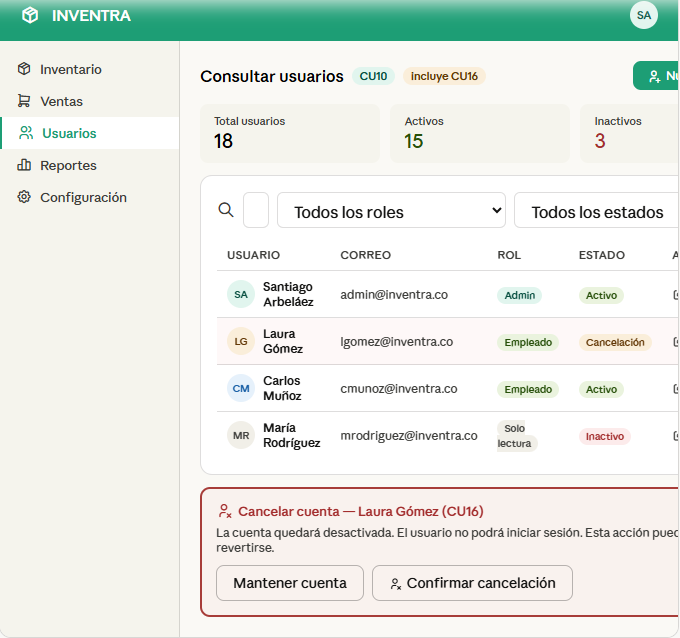 INVENTRA
SA
Inventario
Ventas
Usuarios
Reportes
Configuración
Consultar usuarios CU10 incluye CU16
Total usuarios
18
Activos
15
Inactivos
3
Todos los roles Todos los estados
USUARIO CORREO ROL ESTADO
SA Santiago
Arbeláez admin@inventra.co Admin Activo
LG Laura
Gómez lgomez@inventra.co Empleado Cancelación
CM Carlos
Muñoz cmunoz@inventra.co Empleado Activo
MR María
Rodríguez mrodriguez@inventra.co Solo
lectura Inactivo
Cancelar cuenta — Laura Gómez (CU16)
La cuenta quedará desactivada. El usuario no podrá iniciar sesión. Esta acción
revertirse.
Mantener cuenta Confirmar cancelación